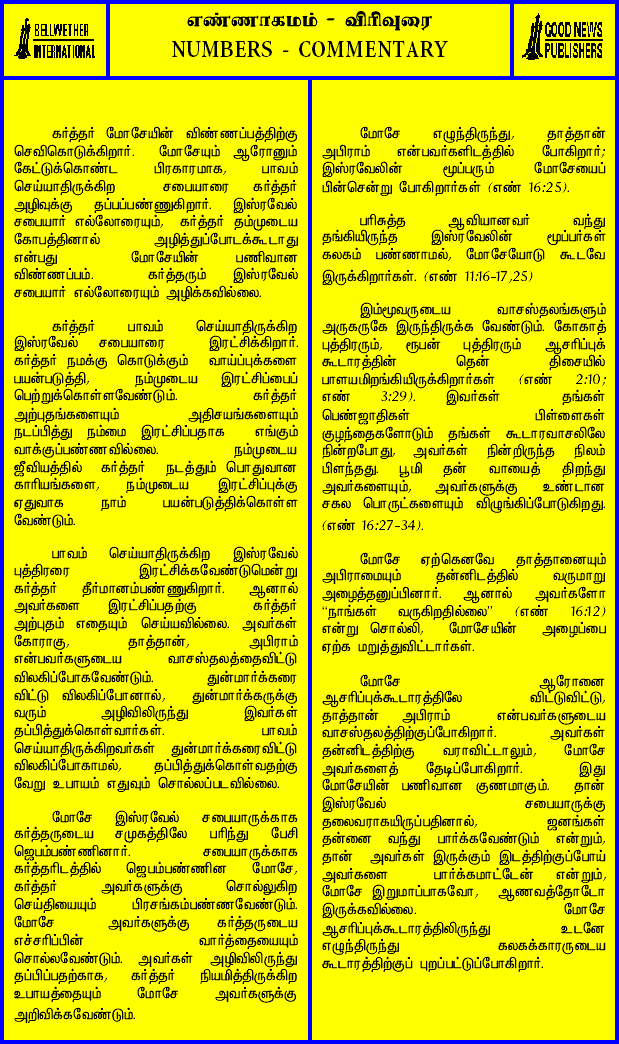 BELLWETHER
INTERNATIONAL
எண்ணாகமம் - விரிவுரை
NUMBERS - COMMENTARY
GOOD NEWS
PUBLISHERS
கர்த்தர் மோசேயின் விண்ணப்பத்திற்கு
செவிகொடுக்கிறார். மோசேயும் ஆரோனும்
கேட்டுக்கொண்ட பிரகாரமாக, பாவம்
செய்யாதிருக்கிற சபையாரை கர்த்தர்
அழிவுக்கு தப்பப்பண்ணுகிறார். இஸ்ரவேல்
சபையார் எல்லோரையும், கர்த்தர் தம்முடைய
கோபத்தினால் அழித்துப்போடக்கூடாது
என்பது மோசேயின் பணிவான
விண்ணப்பம். கர்த்தரும் இஸ்ரவேல்
சபையார் எல்லோரையும் அழிக்கவில்லை.
கர்த்தர் பாவம் செய்யாதிருக்கிற
இஸ்ரவேல் சபையாரை இரட்சிக்கிறார்.
கர்த்தர் நமக்கு கொடுக்கும் வாய்ப்புக்களை
பயன்படுத்தி, நம்முடைய இரட்சிப்பைப்
பெற்றுக்கொள்ளவேண்டும். கர்த்தர்
அற்புதங்களையும் அதிசயங்களையும்
நடப்பித்து நம்மை இரட்சிப்பதாக எங்கும்
வாக்குப்பண்ணவில்லை. நம்முடைய
ஜீவியத்தில் கர்த்தர் நடத்தும் பொதுவான
காரியங்களை, நம்முடைய இரட்சிப்புக்கு
ஏதுவாக நாம் பயன்படுத்திக்கொள்ள
வேண்டும்.
பாவம் செய்யாதிருக்கிற இஸ்ரவேல்
புத்திரரை இரட்சிக்கவேண்டுமென்று
கர்த்தர் தீர்மானம்பண்ணுகிறார். ஆனால்
அவர்களை இரட்சிப்பதற்கு கர்த்தர்
அற்புதம் எதையும் செய்யவில்லை. அவர்கள்
கோராகு, தாத்தான், அபிராம்
என்பவர்களுடைய வாசஸ்தலத்தைவிட்டு
விலகிப்போகவேண்டும். துன்மார்க்கரை
விட்டு விலகிப்போனால், துன்மார்க்கருக்கு
வரும் அழிவிலிருந்து இவர்கள்
தப்பித்துக்கொள்வார்கள். பாவம்
செய்யாதிருக்கிறவர்கள் துன்மார்க்கரைவிட்டு
விலகிப்போகாமல், தப்பித்துக்கொள்வதற்கு
வேறு உபாயம் எதுவும் சொல்லப்படவில்லை.
மோசே இஸ்ரவேல் சபையாருக்காக
கர்த்தருடைய சமுகத்திலே பரிந்து பேசி
ஜெபம்பண்ணினார். சபையாருக்காக
கர்த்தரிடத்தில் ஜெபம்பண்ணின மோசே,
கர்த்தர் அவர்களுக்கு சொல்லுகிற
செய்தியையும் பிரசங்கம்பண்ணவேண்டும்.
மோசே அவர்களுக்கு கர்த்தருடைய
எச்சரிப்பின் வார்த்தையையும்
சொல்லவேண்டும். அவர்கள் அழிவிலிருந்து
தப்பிப்பதற்காக, கர்த்தர் நியமித்திருக்கிற
உபாயத்தையும் மோசே அவர்களுக்கு
அறிவிக்கவேண்டும்.
மோசே எழுந்திருந்து, தாத்தான்
அபிராம் என்பவர்களிடத்தில் போகிறார்;
இஸ்ரவேலின் மூப்பரும் மோசேயைப்
பின்சென்று போகிறார்கள் (எண் 16:25).
பரிசுத்த ஆவியானவர் வந்து
தங்கியிருந்த இஸ்ரவேலின் மூப்பர்கள்
கலகம் பண்ணாமல், மோசேயோடு கூடவே
இருக்கிறார்கள். (எண் 11:16-17,25)
இம்மூவருடைய வாசஸ்தலங்களும்
அருகருகே இருந்திருக்க வேண்டும். கோகாத்
புத்திரரும், ரூபன் புத்திரரும் ஆசரிப்புக்
கூடாரத்தின் தென் திசையில்
பாளயமிறங்கியிருக்கிறார்கள் (எண் 2:10;
எண் 3:29). இவர்கள் தங்கள்
பெண்ஜாதிகள் பிள்ளைகள்
குழந்தைகளோடும் தங்கள் கூடாரவாசலிலே
நின்றபோது, அவர்கள் நின்றிருந்த நிலம்
பிளந்தது. பூமி தன் வாயைத் திறந்து
அவர்களையும், அவர்களுக்கு உண்டான
சகல பொருட்களையும் விழுங்கிப்போடுகிறது.
(எண் 16:27-34).
மோசே ஏற்கெனவே தாத்தானையும்
அபிராமையும் தன்னிடத்தில் வருமாறு
அழைத்தனுப்பினார். ஆனால் அவர்களோ
“நாங்கள் வருகிறதில்லை” (எண் 16:12)
என்று சொல்லி, மோசேயின் அழைப்பை
ஏற்க மறுத்துவிட்டார்கள்.
மோசே ஆரோனை
ஆசரிப்புக்கூடாரத்திலே விட்டுவிட்டு,
தாத்தான் அபிராம் என்பவர்களுடைய
வாசஸ்தலத்திற்குப்போகிறார். அவர்கள்
தன்னிடத்திற்கு வராவிட்டாலும், மோசே
அவர்களைத் தேடிப்போகிறார். இது
மோசேயின் பணிவான குணமாகும். தான்
இஸ்ரவேல் சபையாருக்கு
தலைவராகயிருப்பதினால், ஜனங்கள்
தன்னை வந்து பார்க்கவேண்டும் என்றும்,
தான் அவர்கள் இருக்கும் இடத்திற்குப்போய்
அவர்களை பார்க்கமாட்டேன் என்றும்,
மோசே இறுமாப்பாகவோ, ஆணவத்தோடோ
இருக்கவில்லை. மோசே
ஆசரிப்புக்கூடாரத்திலிருந்து உடனே
எழுந்திருந்து கலகக்காரருடைய
கூடாரத்திற்குப் புறப்பட்டுப்போகிறார்.